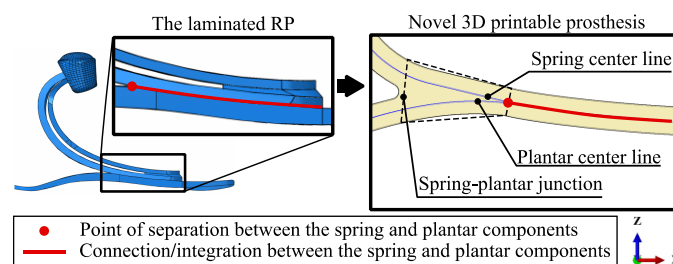 The laminated RP
Novel 3D printable prosthesis
Spring center line
Plantar center line
Spring-plantar junction
Point of separation between the spring and plantar components
Connection/integration between the spring and plantar components
z